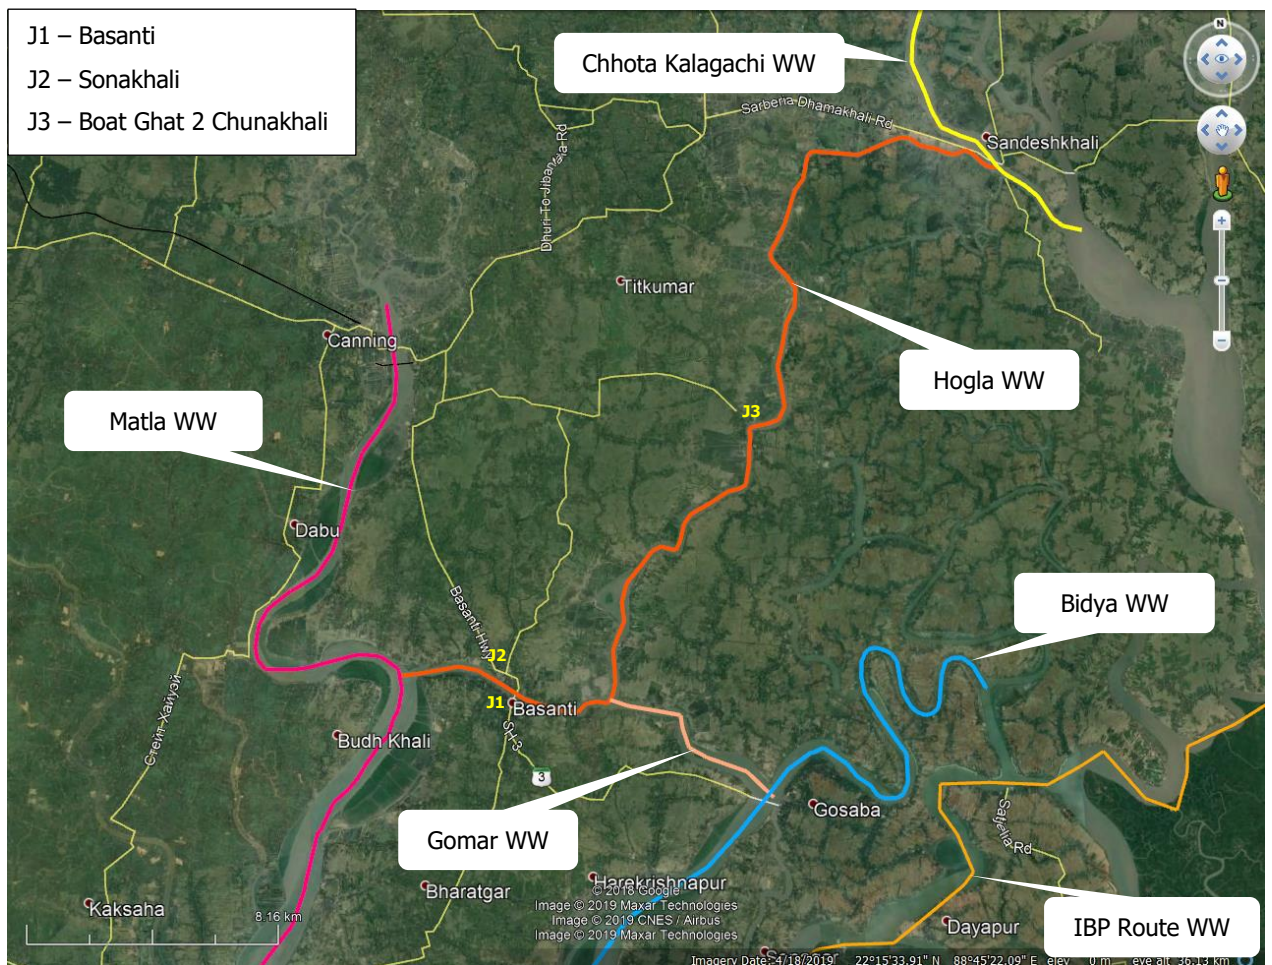 J1 – Basanti
J2 – Sonakhali
J3 – Boat Ghat 2 Chunakhali
N
Chhota Kalagachi WW
Sarberia Dhamakhali Rd
Sandeshkhali
Titkumar
Canning
Hogla WW
Matla WW
J3
Dabu
Bidya WW
Basanti Hwy
J2
J1
Basanti
Стейт Хайуэй
SH 3
Budh Khali
3
Gosaba
Gomar WW
Rd
Harekrishnapur
Bharatgar
© 2018 Google
Image © 2019 Maxar Technologies
Image © 2019 CNES / Airbus
Image © 2019 Maxar Technologies
Kaksaha
8.16 km
Dayapur
IBP Route WW
Imagery Date: 4/18/2019 22°15'33.91" N 88°45'22.09" E elev 0 m eye alt 36.13 km